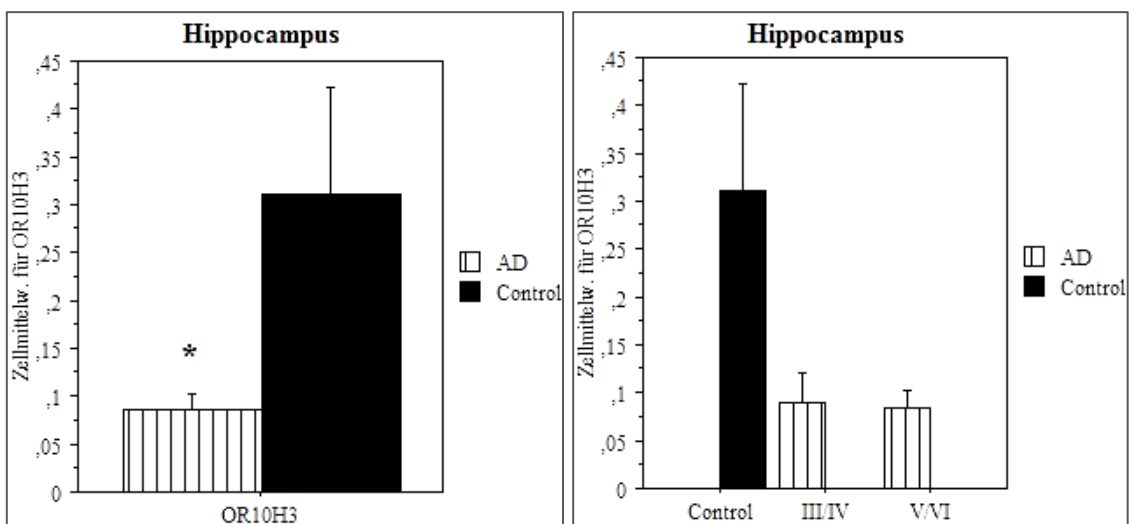 Hippocampus
Zellmittelw. für OR10H3
,45
,4
,35
,3
,25
,2
,15
,1
,05
0
*
OR10H3
AD
Control
Hippocampus
Zellmittelw. für OR10H3
,45
,4
,35
,3
,25
,2
,15
,1
,05
0
Control III/IV V/VI
AD
Control